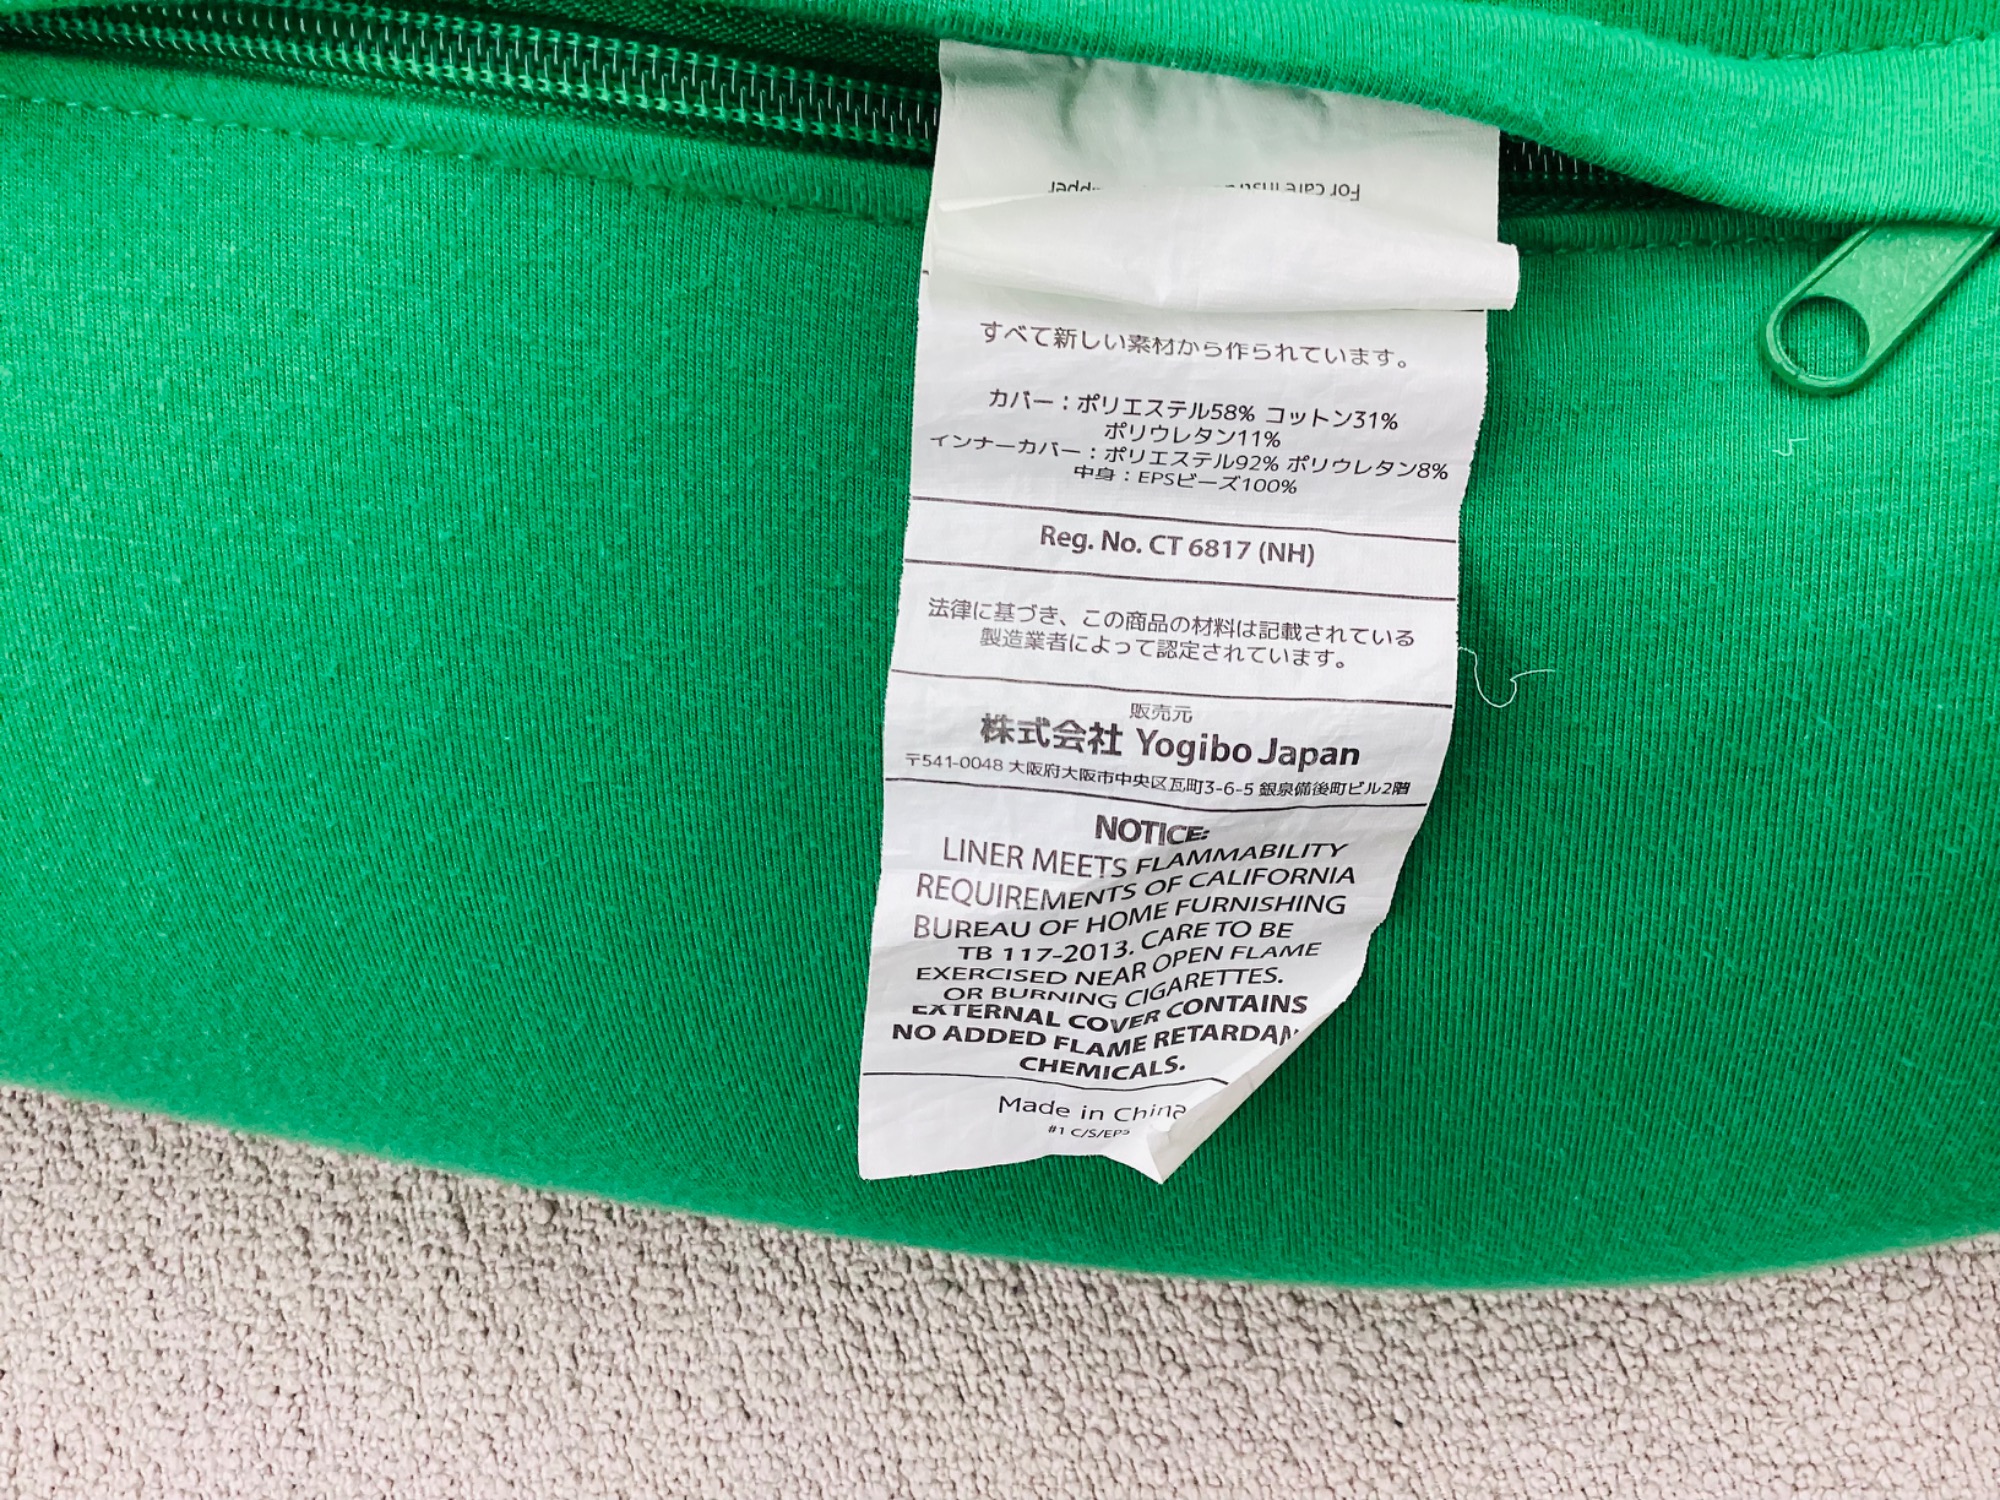 For care
すべて新しい素材から作られています。
カバー：ポリエステル58% コットン31%
ポリウレタン11%
インナーカバー：ポリエステル92% ポリウレタン8%
中身：EPSビーズ100%
Reg. No. CT 6817 (NH)
法律に基づき、この商品の材料は記載されている
製造業者によって認定されています。
販売元
株式会社 Yogibo Japan
〒541-0048 大阪府大阪市中央区瓦町3-6-5 銀泉備後町ビル2階
NOTICE:
LINER MEETS FLAMMABILITY
REQUIREMENTS OF CALIFORNIA
BUREAU OF HOME FURNISHING
TB 117-2013. CARE TO BE
EXERCISED NEAR OPEN FLAME
OR BURNING CIGARETTES.
EXTERNAL COVER CONTAINS
NO ADDED FLAME RETARDAN
CHEMICALS.
Made in China
#1 C/S/EPS